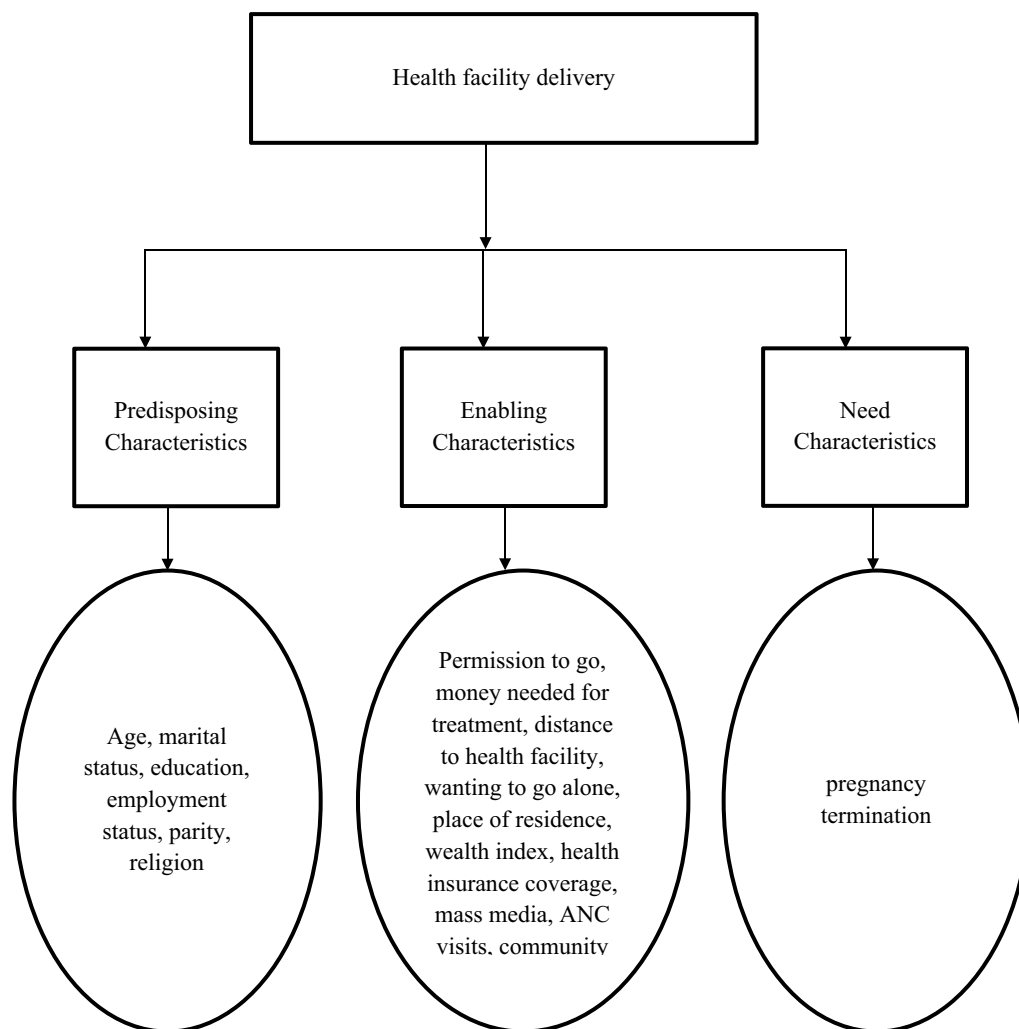 Health facility delivery
Predisposing
Characteristics
Enabling
Characteristics
Need
Characteristics
Age, marital
status, education,
employment
status, parity,
religion
Permission to go,
money needed for
treatment, distance
to health facility,
wanting to go alone,
place of residence,
wealth index, health
insurance coverage,
mass media, ANC
visits, community
pregnancy
termination